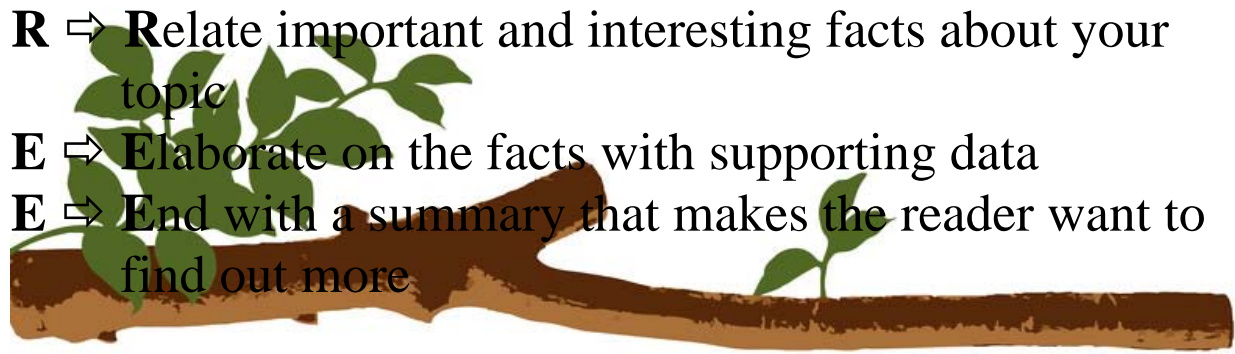 R ⇨ Relate important and interesting facts about your
topic
E ⇨ Elaborate on the facts with supporting data
E ⇨ End with a summary that makes the reader want to
find out more